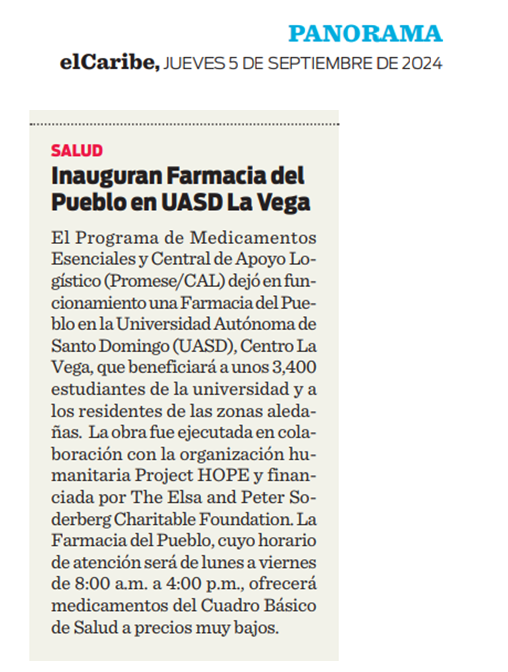 PANORAMA
elCaribe, JUEVES 5 DE SEPTIEMBRE DE 2024
SALUD
Inauguran Farmacia del
Pueblo en UASD La Vega
El Programa de Medicamentos
Esenciales y Central de Apoyo Lo-
gístico (Promese/CAL) dejó en fun-
cionamiento una Farmacia del Pue-
blo en la Universidad Autónoma de
Santo Domingo (UASD), Centro La
Vega, que beneficiará a unos 3,400
estudiantes de la universidad y a
los residentes de las zonas aleda-
ñas. La obra fue ejecutada en cola-
boración con la organización hu-
manitaria Project HOPE y finan-
ciada por The Elsa and Peter So-
derberg Charitable Foundation. La
Farmacia del Pueblo, cuyo horario
de atención será de lunes a viernes
de 8:00 a.m. a 4:00 p.m., ofrecerá
medicamentos del Cuadro Básico
de Salud a precios muy bajos.